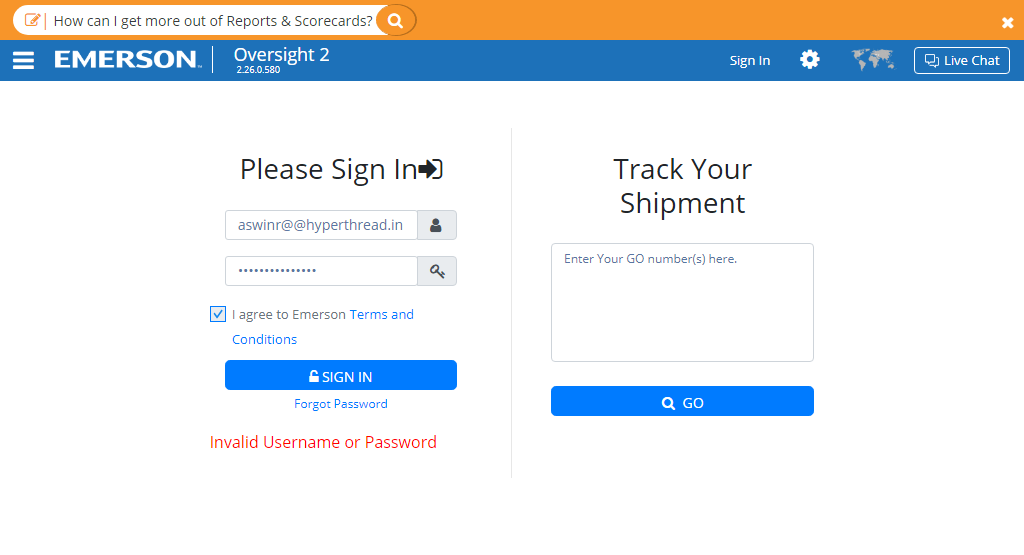 How can I get more out of Reports & Scorecards?
EMERSON
Oversight 2
2.26.0.580
Sign In
Live Chat
Please Sign In
aswinr@@hyperthread.in
•••••••••••••••
I agree to Emerson Terms and
Conditions
SIGN IN
Forgot Password
Invalid Username or Password
Track Your
Shipment
Enter Your GO number(s) here.
GO